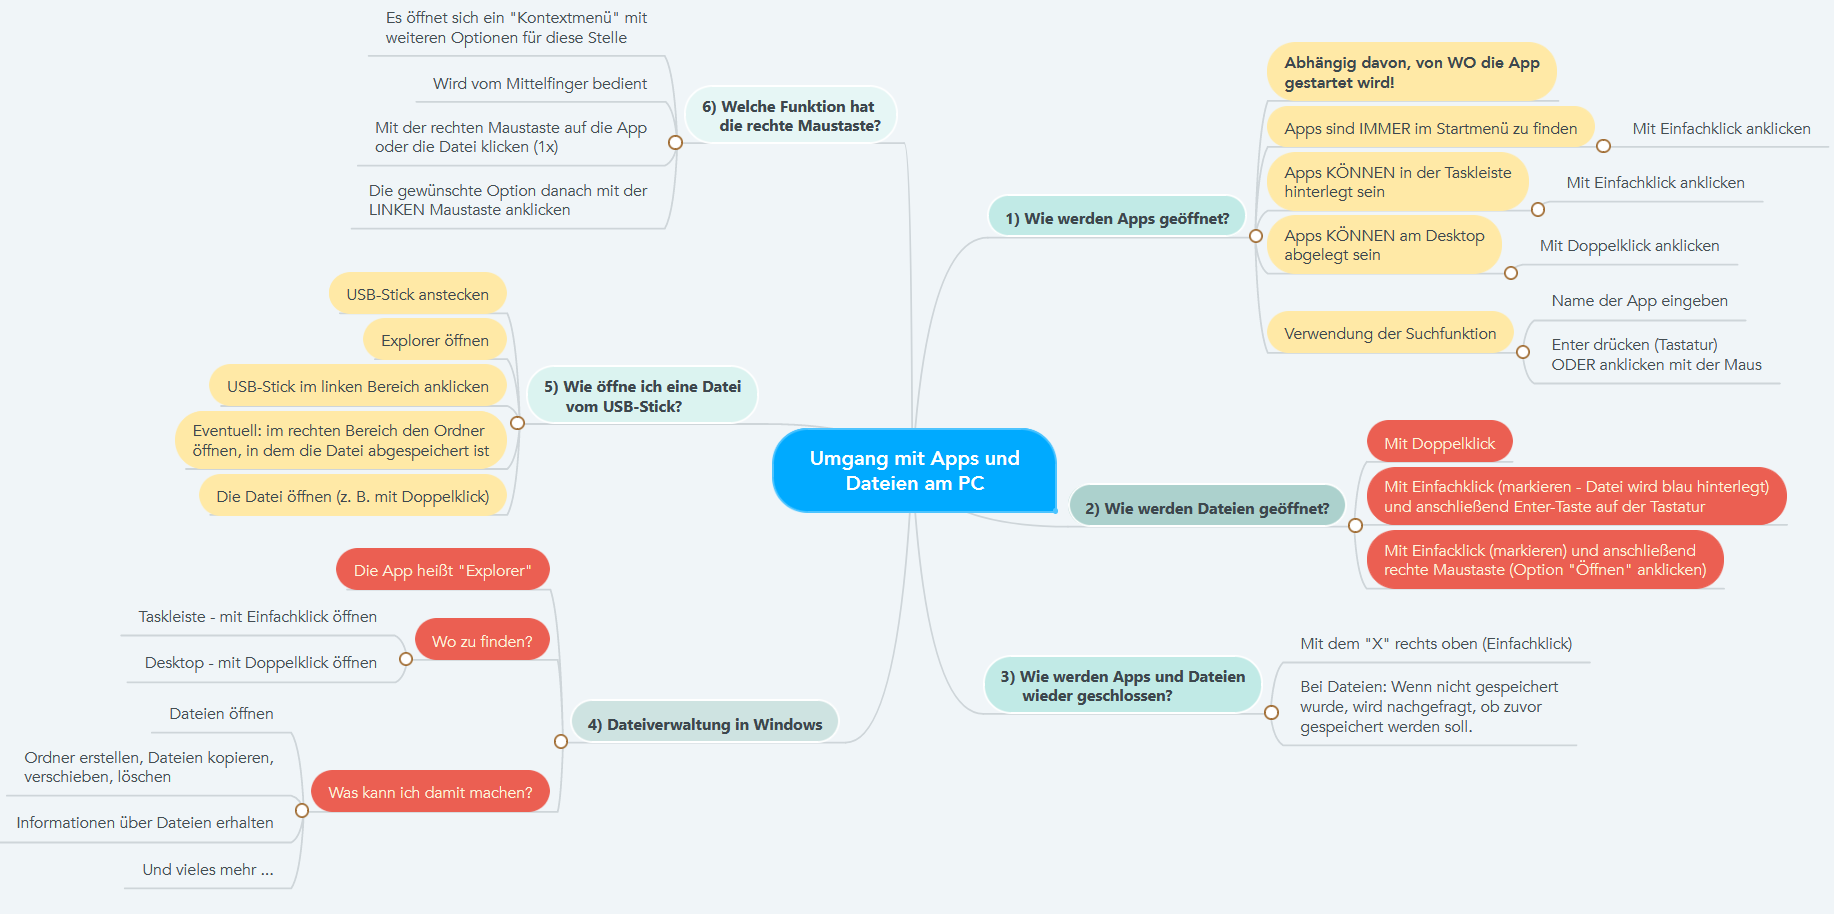 Umgang mit Apps und
Dateien am PC
1) Wie werden Apps geöffnet?
Abhängig davon, von WO die App
gestartet wird!
Apps sind IMMER im Startmenü zu finden
Mit Einfachklick anklicken
Apps KÖNNEN in der Taskleiste
hinterlegt sein
Mit Einfachklick anklicken
Apps KÖNNEN am Desktop
abgelegt sein
Mit Doppelklick anklicken
Verwendung der Suchfunktion
Name der App eingeben
Enter drücken (Tastatur)
ODER anklicken mit der Maus
2) Wie werden Dateien geöffnet?
Mit Doppelklick
Mit Einfachklick (markieren - Datei wird blau hinterlegt)
und anschließend Enter-Taste auf der Tastatur
Mit Einfacklick (markieren) und anschließend
rechte Maustaste (Option "Öffnen" anklicken)
3) Wie werden Apps und Dateien
wieder geschlossen?
Mit dem "X" rechts oben (Einfachklick)
Bei Dateien: Wenn nicht gespeichert
wurde, wird nachgefragt, ob zuvor
gespeichert werden soll.
4) Dateiverwaltung in Windows
Die App heißt "Explorer"
Wo zu finden?
Taskleiste - mit Einfachklick öffnen
Desktop - mit Doppelklick öffnen
Was kann ich damit machen?
Dateien öffnen
Ordner erstellen, Dateien kopieren,
verschieben, löschen
Informationen über Dateien erhalten
Und vieles mehr ...
5) Wie öffne ich eine Datei
vom USB-Stick?
USB-Stick anstecken
Explorer öffnen
USB-Stick im linken Bereich anklicken
Eventuell: im rechten Bereich den Ordner
öffnen, in dem die Datei abgespeichert ist
Die Datei öffnen (z. B. mit Doppelklick)
6) Welche Funktion hat
die rechte Maustaste?
Es öffnet sich ein "Kontextmenü" mit
weiteren Optionen für diese Stelle
Wird vom Mittelfinger bedient
Mit der rechten Maustaste auf die App
oder die Datei klicken (1x)
Die gewünschte Option danach mit der
LINKEN Maustaste anklicken